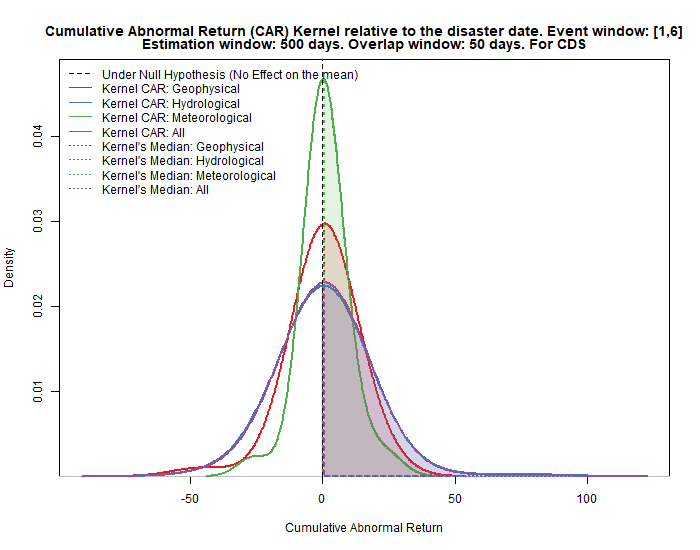 Cumulative Abnormal Return (CAR) Kernel relative to the disaster date. Event window: [1,6]
Estimation window: 500 days. Overlap window: 50 days. For CDS
Under Null Hypothesis (No Effect on the mean)
Kernel CAR: Geophysical
Kernel CAR: Hydrological
Kernel CAR: Meteorological
Kernel CAR: All
Kernel's Median: Geophysical
Kernel's Median: Hydrological
Kernel's Median: Meteorological
Kernel's Median: All
Density
0.04
0.03
0.02
0.01
-50
0
50
100
Cumulative Abnormal Return